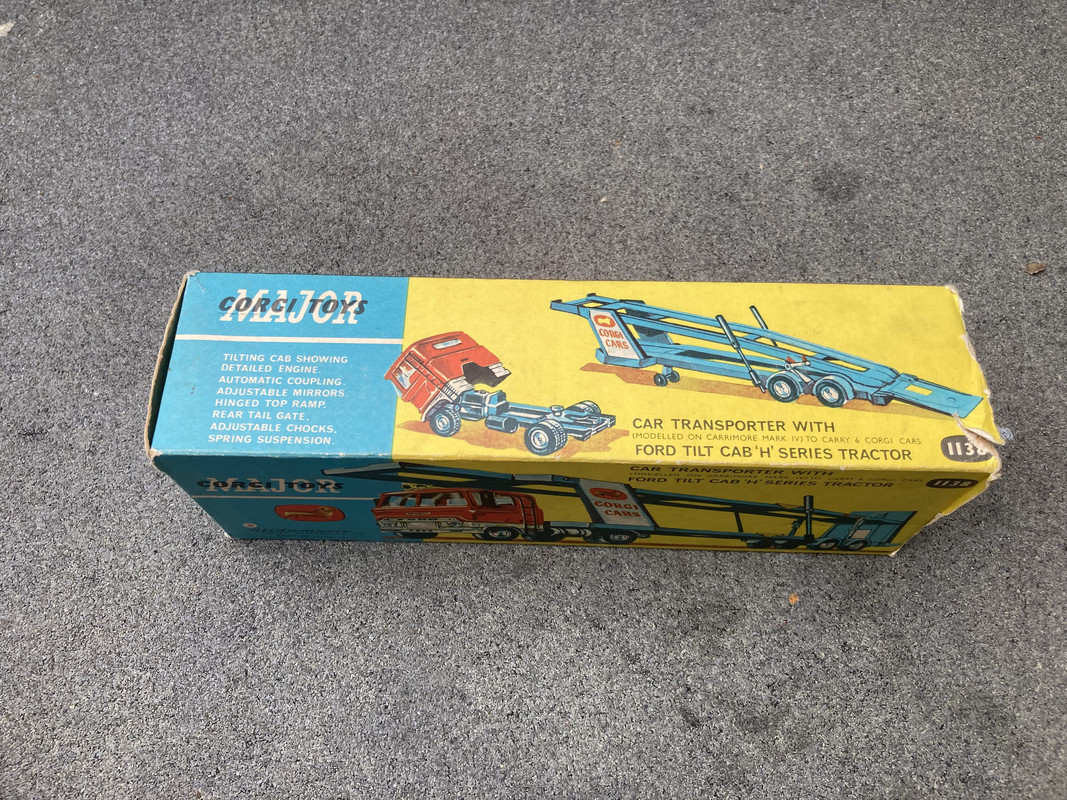 CORGI TOYS
MAJOR
TILTING CAB SHOWING
DETAILED ENGINE.
AUTOMATIC COUPLING.
ADJUSTABLE MIRRORS.
HINGED TOP RAMP.
REAR TAIL GATE.
ADJUSTABLE CHOCKS,
SPRING SUSPENSION.
CORGI
CARS
CAR TRANSPORTER WITH
(MODELLED ON CARRIMORE MARK IV) TO CARRY 6 CORGI CARS
FORD TILT CAB 'H' SERIES TRACTOR
1138
CORGI TOYS
MAJOR
CORGI
CARS
CAR TRANSPORTER WITH
FORD TILT CAB 'H' SERIES TRACTOR
1138